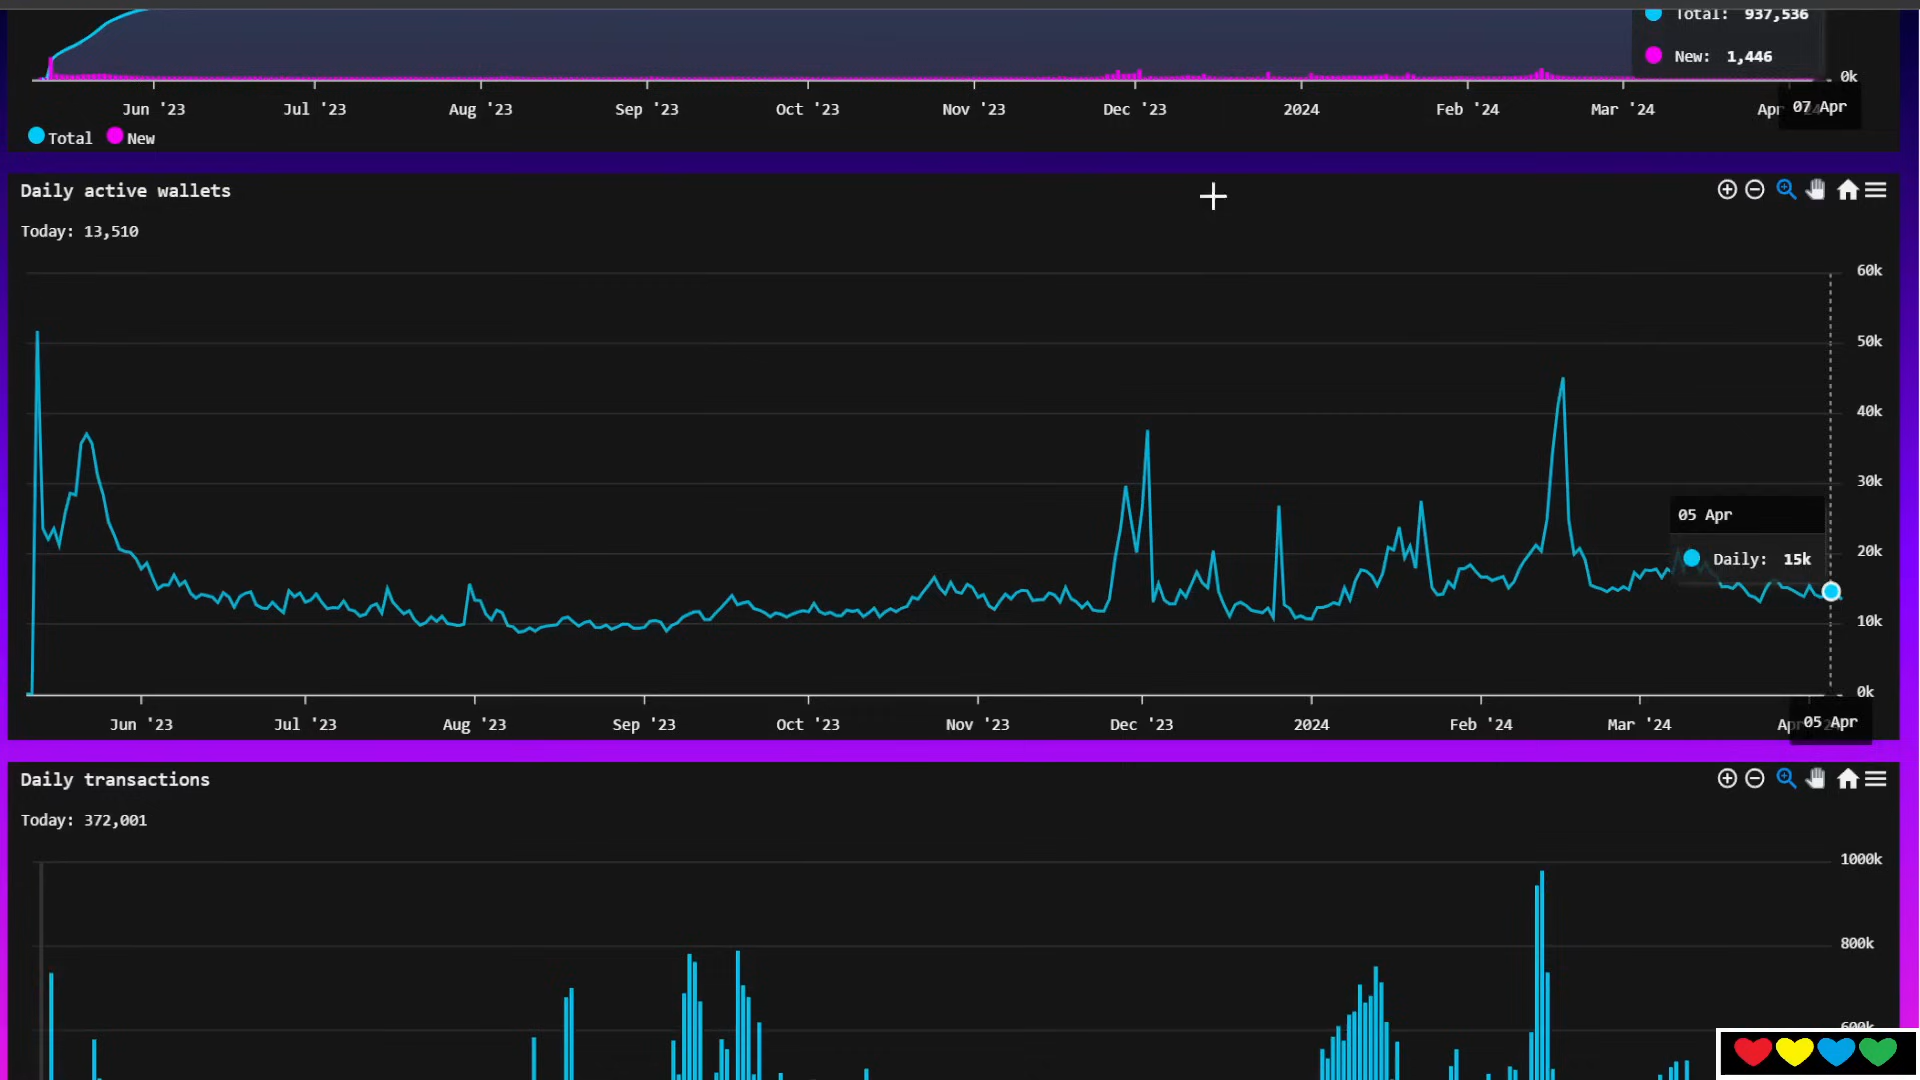 Total: 937,536
New: 1,446
0k
Jun '23 Jul '23 Aug '23 Sep '23 Oct '23 Nov '23 Dec '23 2024 Feb '24 Mar '24 Apr 07 Apr
Total New
Daily active wallets
Today: 13,510
60k
50k
40k
30k
05 Apr
20k
Daily: 15k
10k
0k
Jun '23 Jul '23 Aug '23 Sep '23 Oct '23 Nov '23 Dec '23 2024 Feb '24 Mar '24 05 Apr
Daily transactions
Today: 372,001
1000k
800k
600k